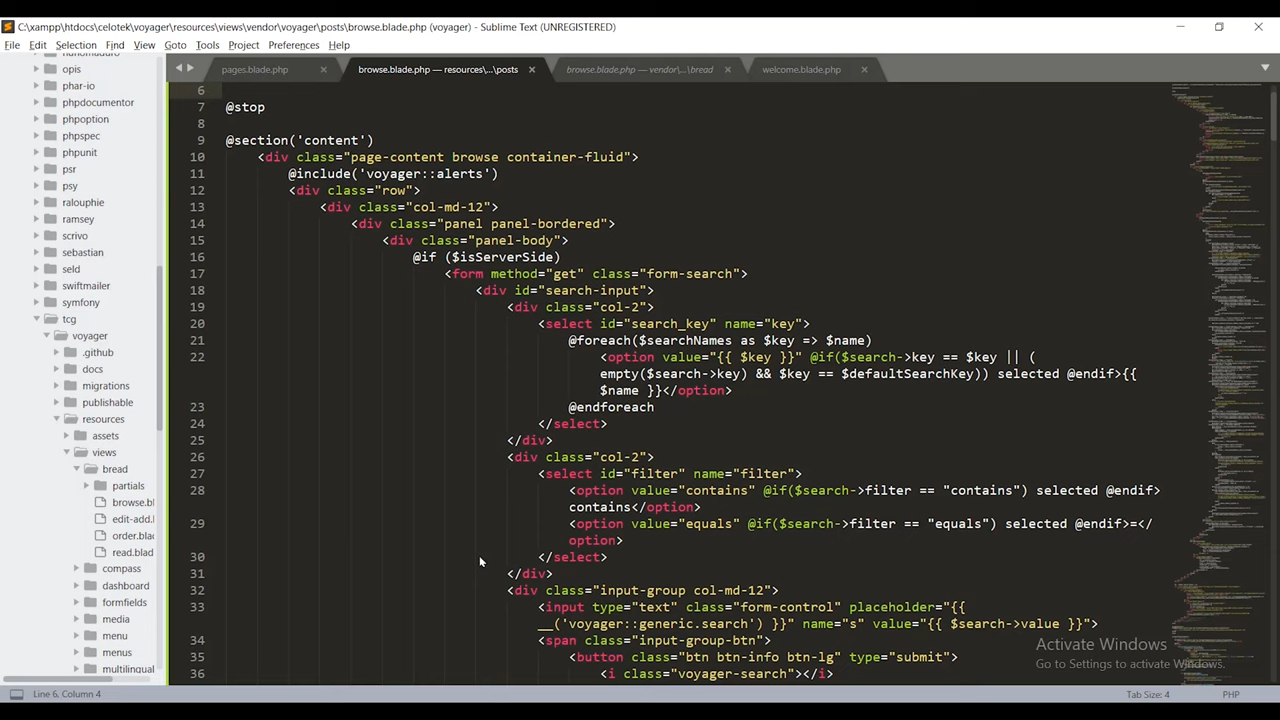 C:\xampp\htdocs\celotek\voyager\resources\views\vendor\voyager\posts\browse.blade.php (voyager) - Sublime Text (UNREGISTERED)
File Edit Selection Find View Goto Tools Project Preferences Help
pages.blade.php
browse.blade.php — resources\...\posts
browse.blade.php — vendor\...\bread
welcome.blade.php
opis
phar-io
phpdocumentor
phpoption
phpspec
phpunit
psr
psy
ralouphie
ramsey
scrivo
sebastian
seld
swiftmailer
symfony
tcg
voyager
.github
docs
migrations
publishable
resources
assets
views
bread
partials
browse.bl
edit-add.l
order.blac
read.blad
compass
dashboard
formfields
media
menu
menus
multilingual
6
7 @stop
8
9 @section('content')
10 <div class="page-content browse container-fluid">
11 @include('voyager::alerts')
12 <div class="row">
13 <div class="col-md-12">
14 <div class="panel panel-bordered">
15 <div class="panel-body">
16 @if ($isServerSide)
17 <form method="get" class="form-search">
18 <div id="search-input">
19 <div class="col-2">
20 <select id="search_key" name="key">
21 @foreach($searchNames as $key => $name)
22 <option value="{{ $key }}" @if($search->key == $key || (
empty($search->key) && $key == $defaultSearchKey)) selected @endif>{{
$name }}</option>
23 @endforeach
24 </select>
25 </div>
26 <div class="col-2">
27 <select id="filter" name="filter">
28 <option value="contains" @if($search->filter == "contains") selected @endif>
contains</option>
29 <option value="equals" @if($search->filter == "equals") selected @endif>=</
option>
30 </select>
31 </div>
32 <div class="input-group col-md-12">
33 <input type="text" class="form-control" placeholder="{{
__('voyager::generic.search') }}" name="s" value="{{ $search->value }}">
34 <span class="input-group-btn">
35 <button class="btn btn-info btn-lg" type="submit">
36 <i class="voyager-search"></i>
Activate Windows
Go to Settings to activate Windows.
Line 6, Column 4
Tab Size: 4
PHP